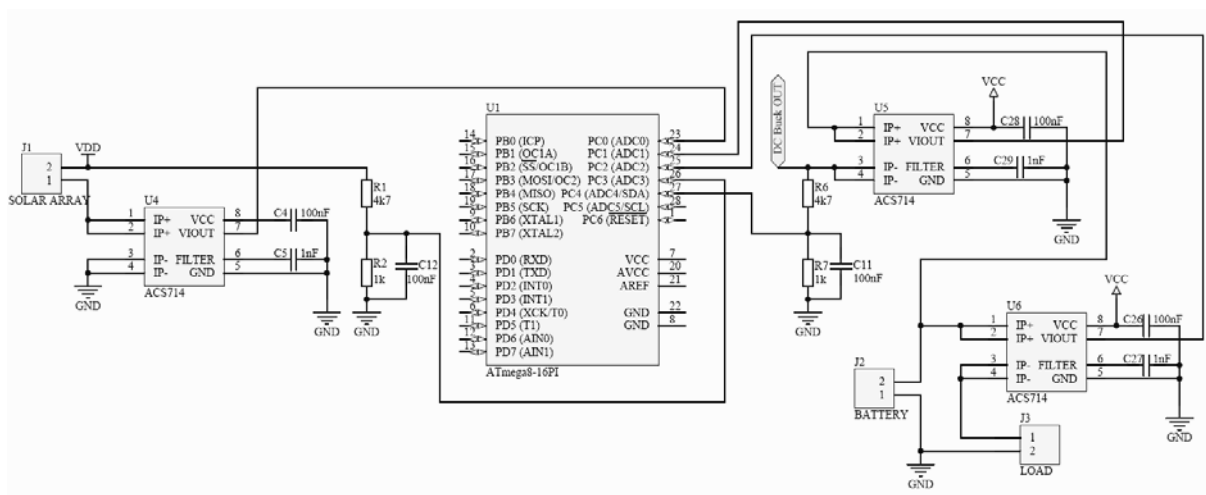 J1
2
1
SOLAR ARRAY
VDD
U4
1 IP+ VCC 8
2 IP+ VIOUT 7
3 IP- FILTER 6
4 IP- GND 5
ACS714
GND
C4 100nF
C5 1nF
GND
R1
4k7
R2
1k
C12
100nF
GND
U1
14 PB0 (ICP) PC0 (ADC0) 23
15 PB1 (OC1A) PC1 (ADC1) 24
16 PB2 (SS/OC1B) PC2 (ADC2) 25
17 PB3 (MOSI/OC2) PC3 (ADC3) 26
18 PB4 (MISO) PC4 (ADC4/SDA) 27
19 PB5 (SCK) PC5 (ADC5/SCL) 28
9 PB6 (XTAL1) PC6 (RESET) 1
10 PB7 (XTAL2)
2 PD0 (RXD) VCC 7
3 PD1 (TXD) AVCC 20
4 PD2 (INT0) AREF 21
5 PD3 (INT1)
6 PD4 (XCK/T0) GND 22
11 PD5 (T1) GND 8
12 PD6 (AIN0)
13 PD7 (AIN1)
ATmega8-16PI
DC Buck OUT
R6
4k7
R7
1k
C11
100nF
GND
U5
1 IP+ VCC 8
2 IP+ VIOUT 7
3 IP- FILTER 6
4 IP- GND 5
ACS714
VCC
C28 100nF
C29 1nF
GND
U6
1 IP+ VCC 8
2 IP+ VIOUT 7
3 IP- FILTER 6
4 IP- GND 5
ACS714
VCC
C26 100nF
C27 1nF
GND
J2
2
1
BATTERY
GND
J3
1
2
LOAD